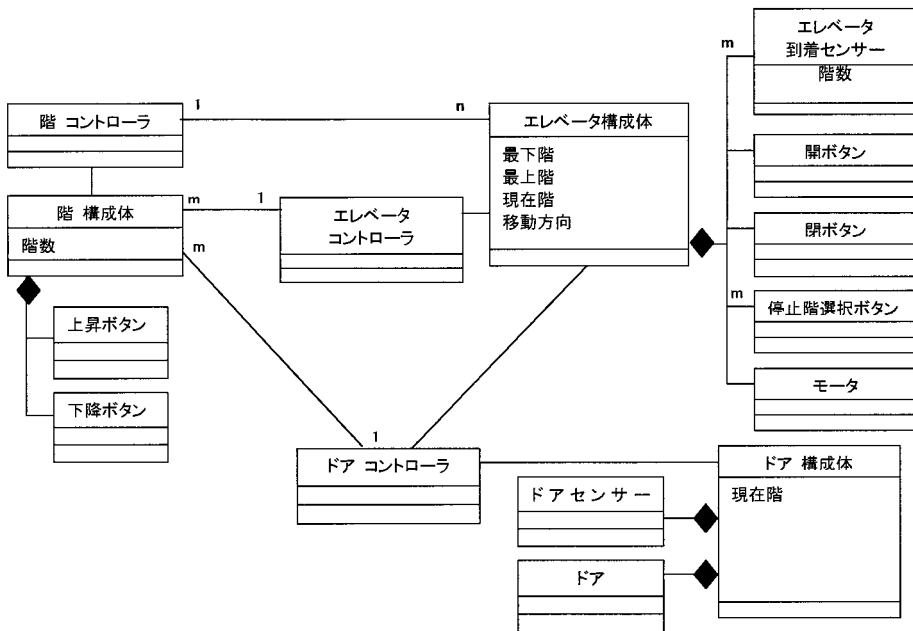 エレベータ
到着センサー
階数
m
1
n
階 コントローラ
エレベータ構成体
最下階
最上階
現在階
移動方向
開ボタン
階 構成体
階数
m
1
m
エレベータ
コントローラ
閉ボタン
m
停止階選択ボタン
上昇ボタン
モータ
下降ボタン
1
ドア コントローラ
ドア 構成体
現在階
ドアセンサー
ドア